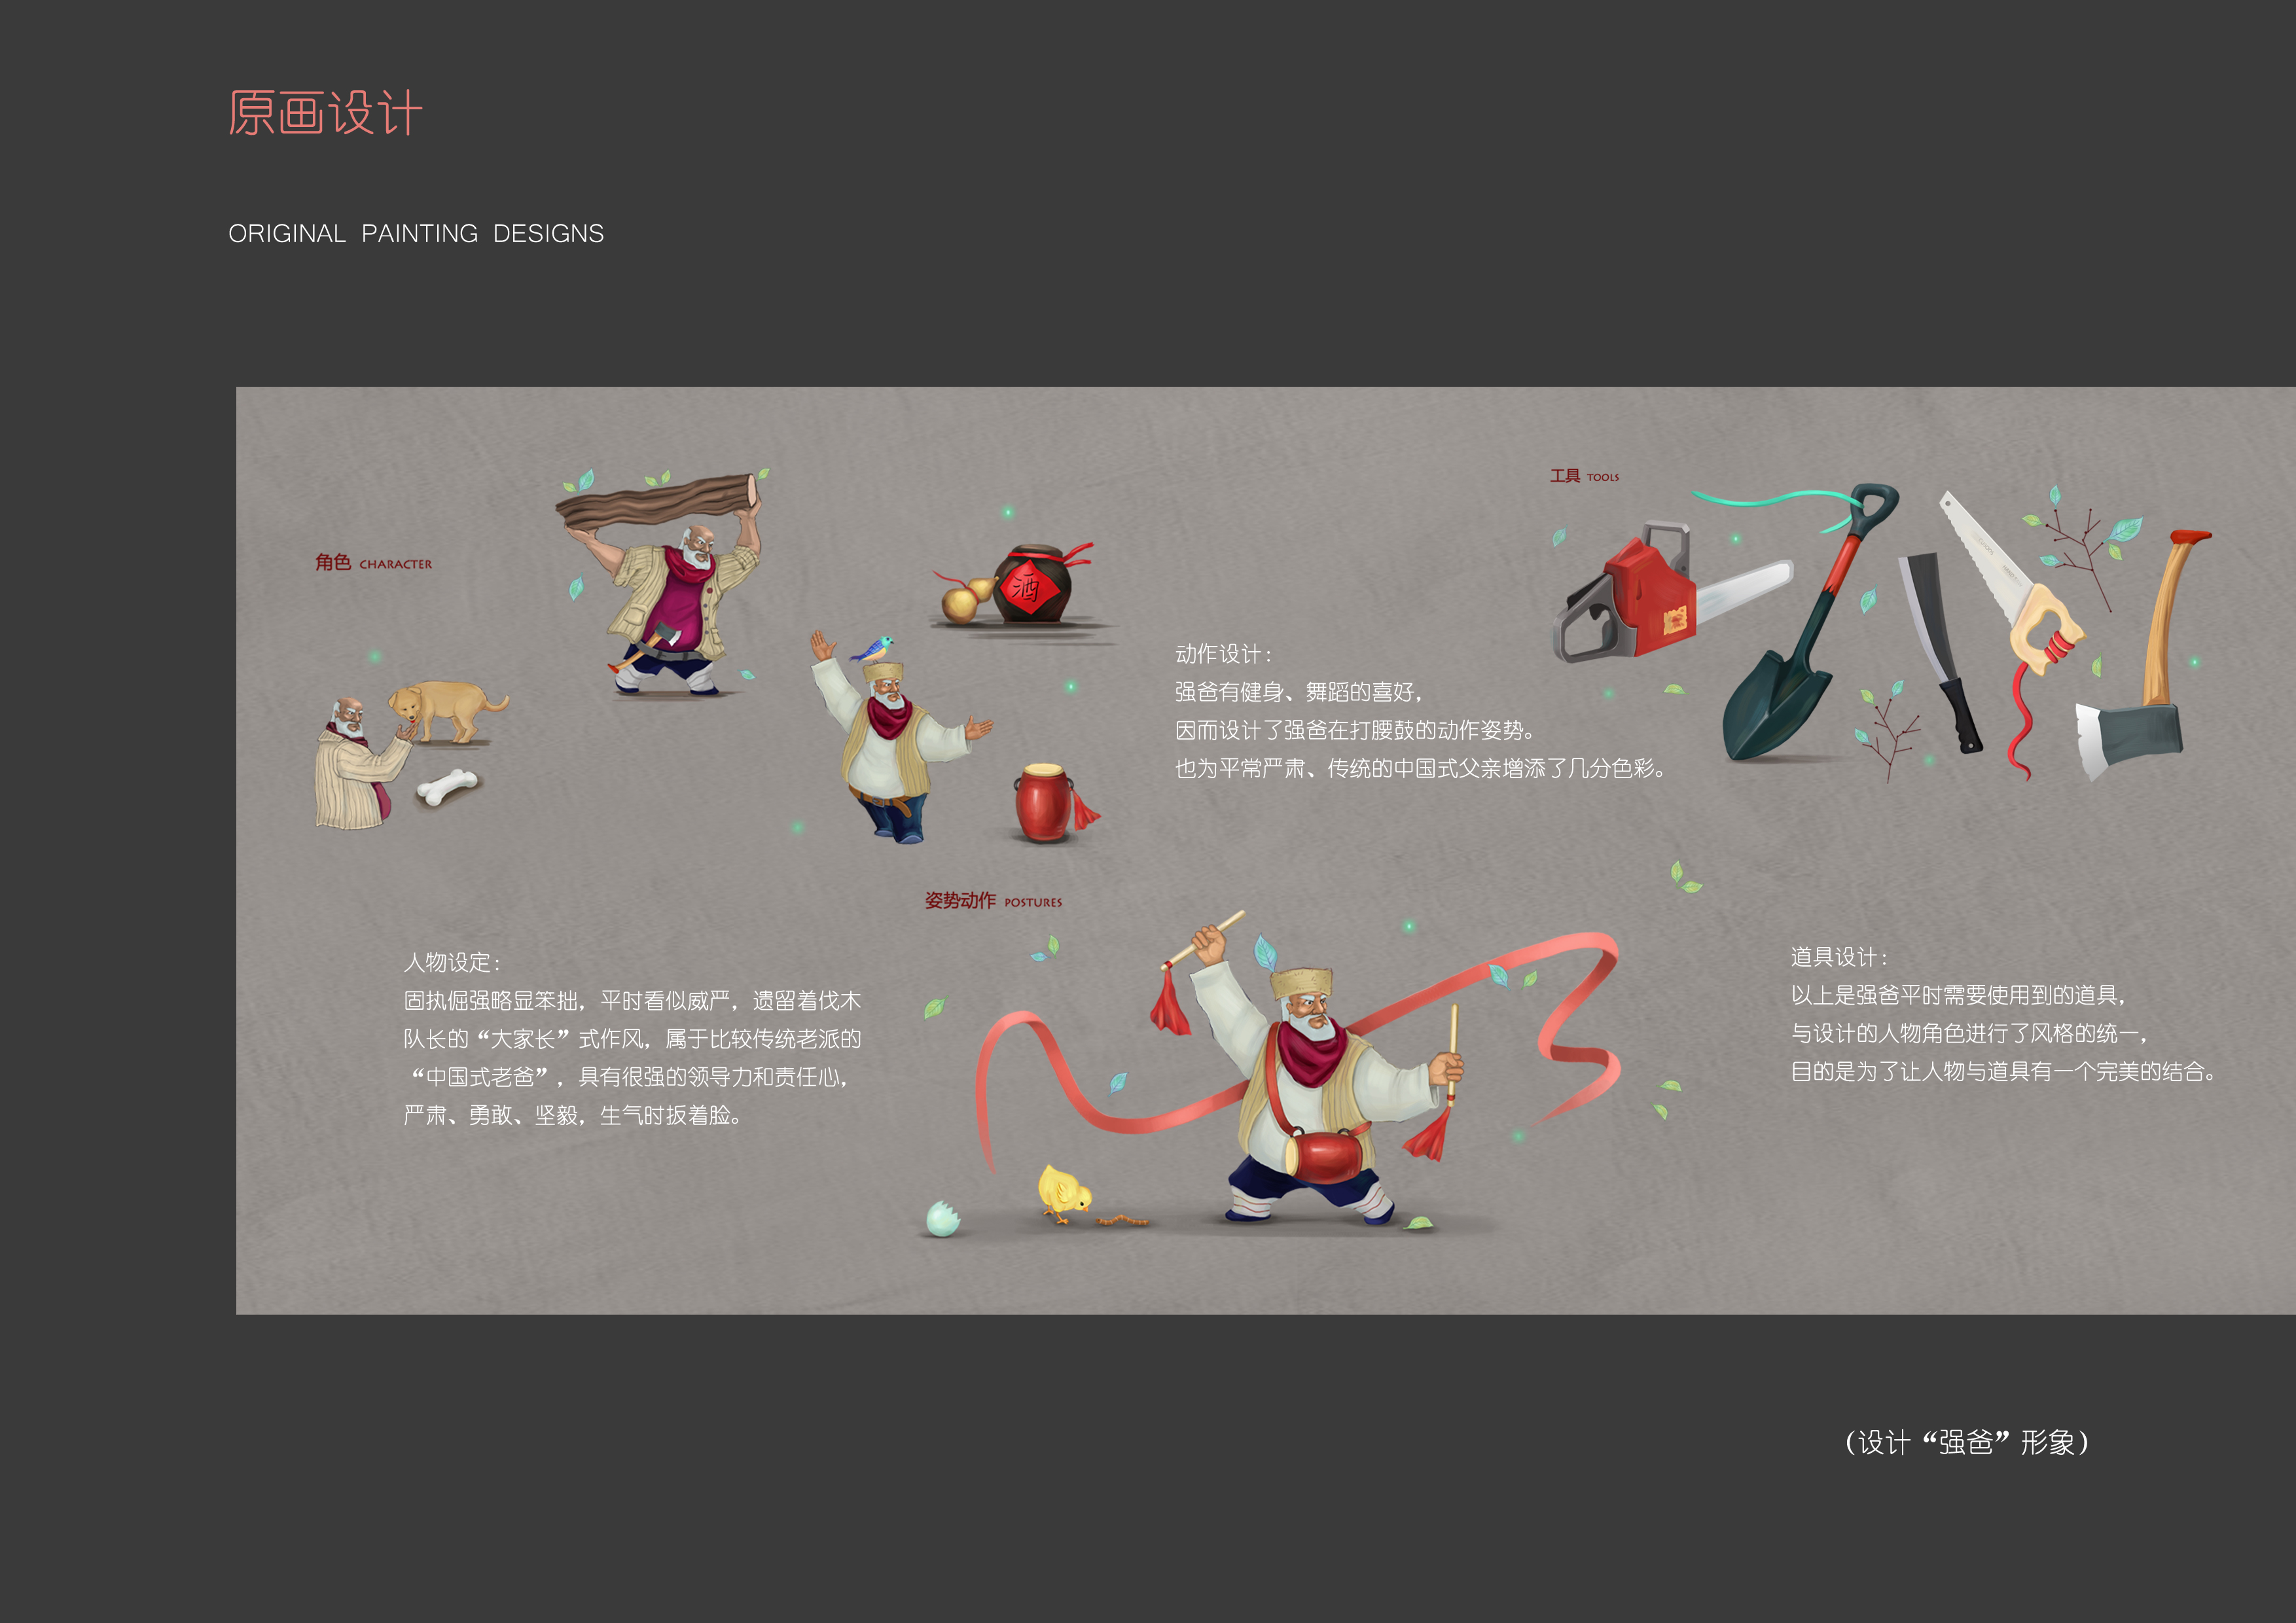 原画设计
ORIGINAL PAINTING DESIGNS
角色 CHARACTER
酒
动作设计：
强爸有健身、舞蹈的喜好，
因而设计了强爸在打腰鼓的动作姿势。
也为平常严肃、传统的中国式父亲增添了几分色彩。
工具 TOOLS
姿势动作 POSTURES
人物设定：
固执倔强略显笨拙，平时看似威严，遗留着伐木
队长的“大家长”式作风，属于比较传统老派的
“中国式老爸”，具有很强的领导力和责任心，
严肃、勇敢、坚毅，生气时扳着脸。
道具设计：
以上是强爸平时需要使用到的道具，
与设计的人物角色进行了风格的统一，
目的是为了让人物与道具有一个完美的结合。
（设计“强爸”形象）